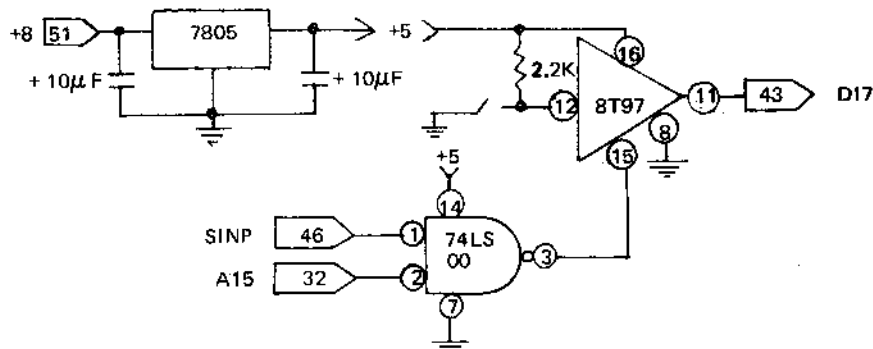 +8 51 7805 +5
+ 10μF
+ 10μF
2.2K
16
12
8T97
11
43
D17
8
15
+5
14
SINP 46 1 74LS
00
3
A15 32 2
7